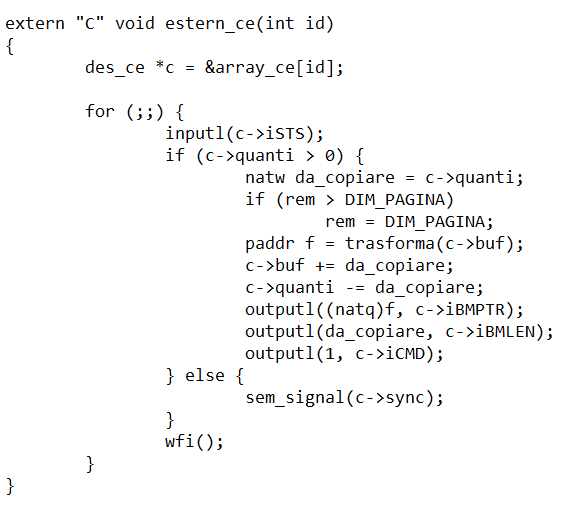 extern "C" void estern_ce(int id)
{
        des_ce *c = &array_ce[id];

        for (;;) {
                inputl(c->iSTS);
                if (c->quanti > 0) {
                        natw da_copiare = c->quanti;
                        if (rem > DIM_PAGINA)
                                rem = DIM_PAGINA;
                        paddr f = trasforma(c->buf);
                        c->buf += da_copiare;
                        c->quanti -= da_copiare;
                        outputl((natq)f, c->iBMPTR);
                        outputl(da_copiare, c->iBMLEN);
                        outputl(1, c->iCMD);
                } else {
                        sem_signal(c->sync);
                }
                wfi();
        }
}